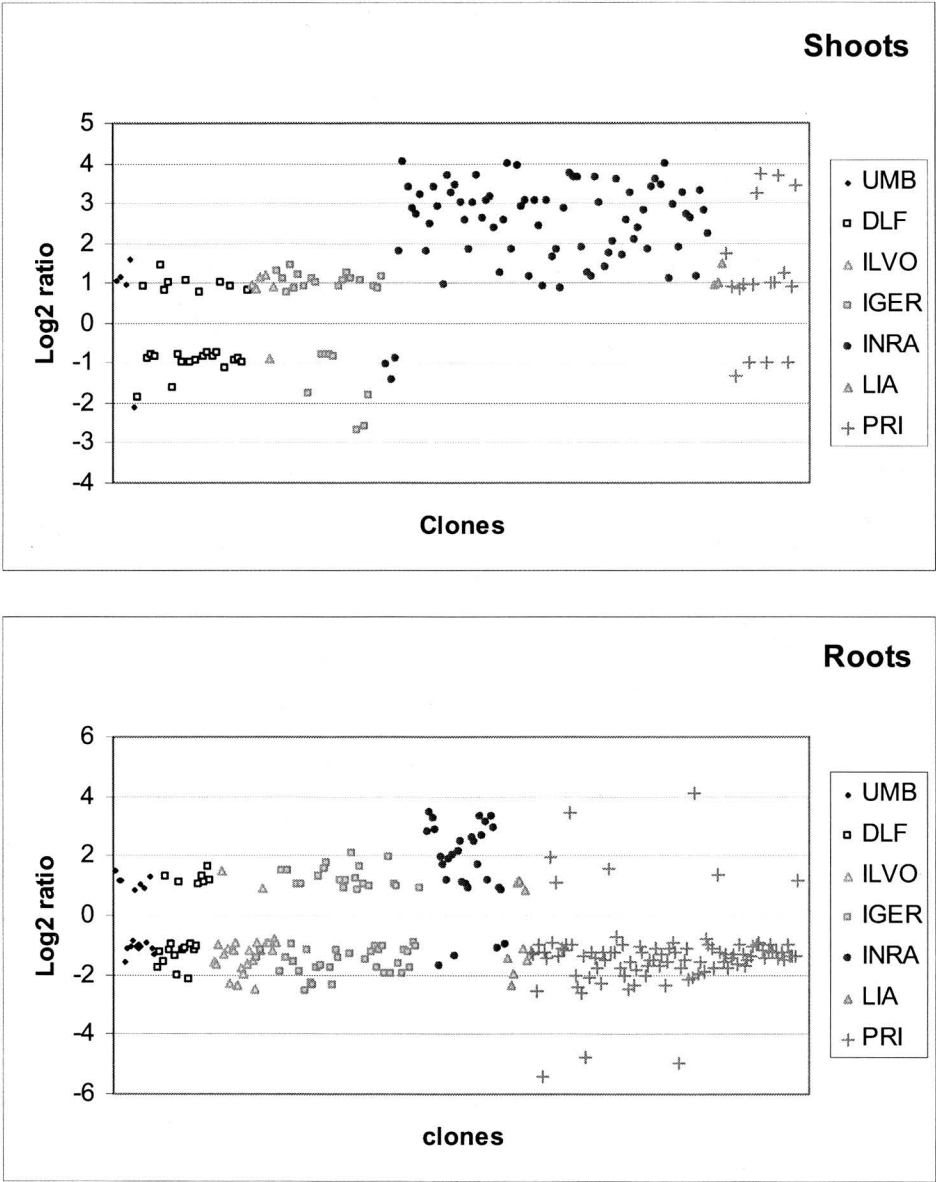 Shoots
Log2 ratio
5
4
3
2
1
0
-1
-2
-3
-4
Clones
UMB
DLF
ILVO
IGER
INRA
LIA
PRI
Roots
Log2 ratio
6
4
2
0
-2
-4
-6
clones
UMB
DLF
ILVO
IGER
INRA
LIA
PRI